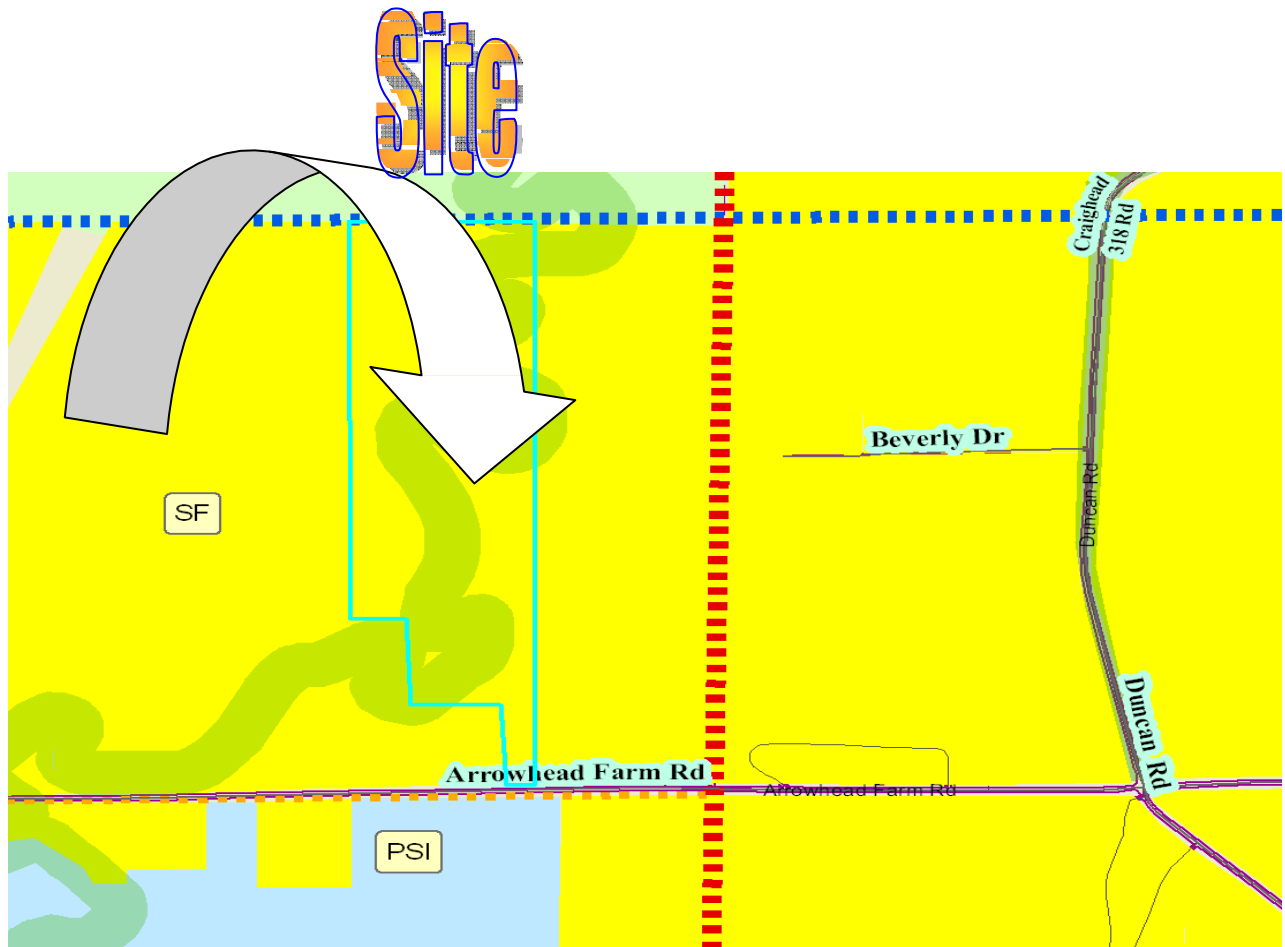 Site
Craighead
318 Rd
Beverly Dr
Duncan Rd
SF
Duncan Rd
Arrowhead Farm Rd
Arrowhead Farm Rd
PSI